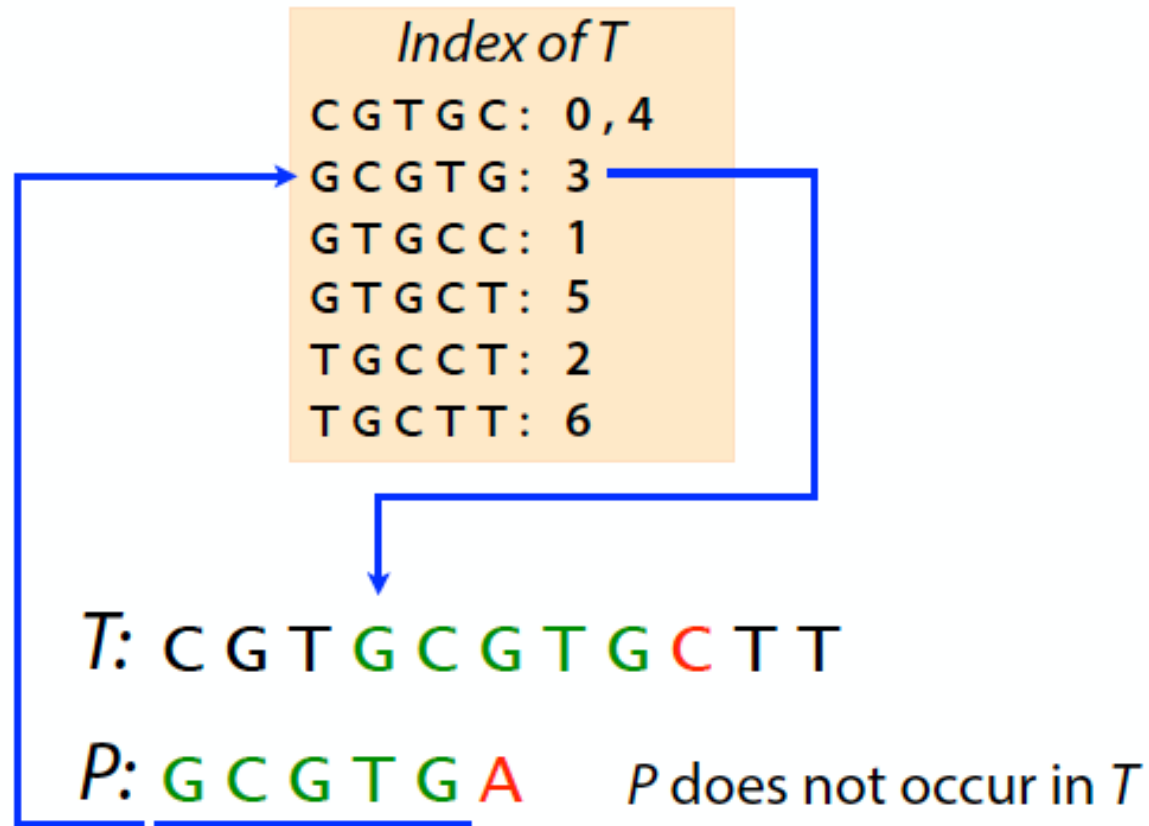 Index of T
CGTGC: 0,4
GCGTG: 3
GTGCC: 1
GTGCT: 5
TGCCT: 2
TGCTT: 6
T: CGTGCGTGCTT
P: GCGTGA P does not occur in T